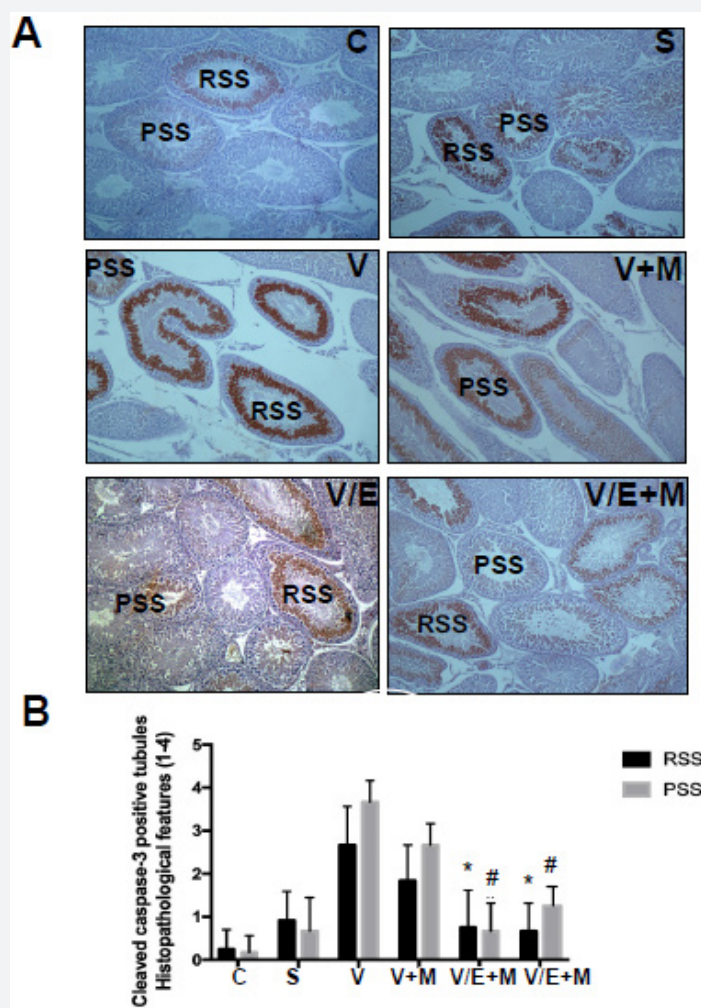 A
C
RSS
PSS
S
PSS
RSS
PSS
V
RSS
V+M
PSS
V/E
PSS
RSS
V/E+M
PSS
RSS
B
Cleaved caspase-3 positive tubules
Histopathological features (1-4)
5
4
3
2
1
0
* # * #
RSS
PSS
C S V V+M V/E+M V/E+M